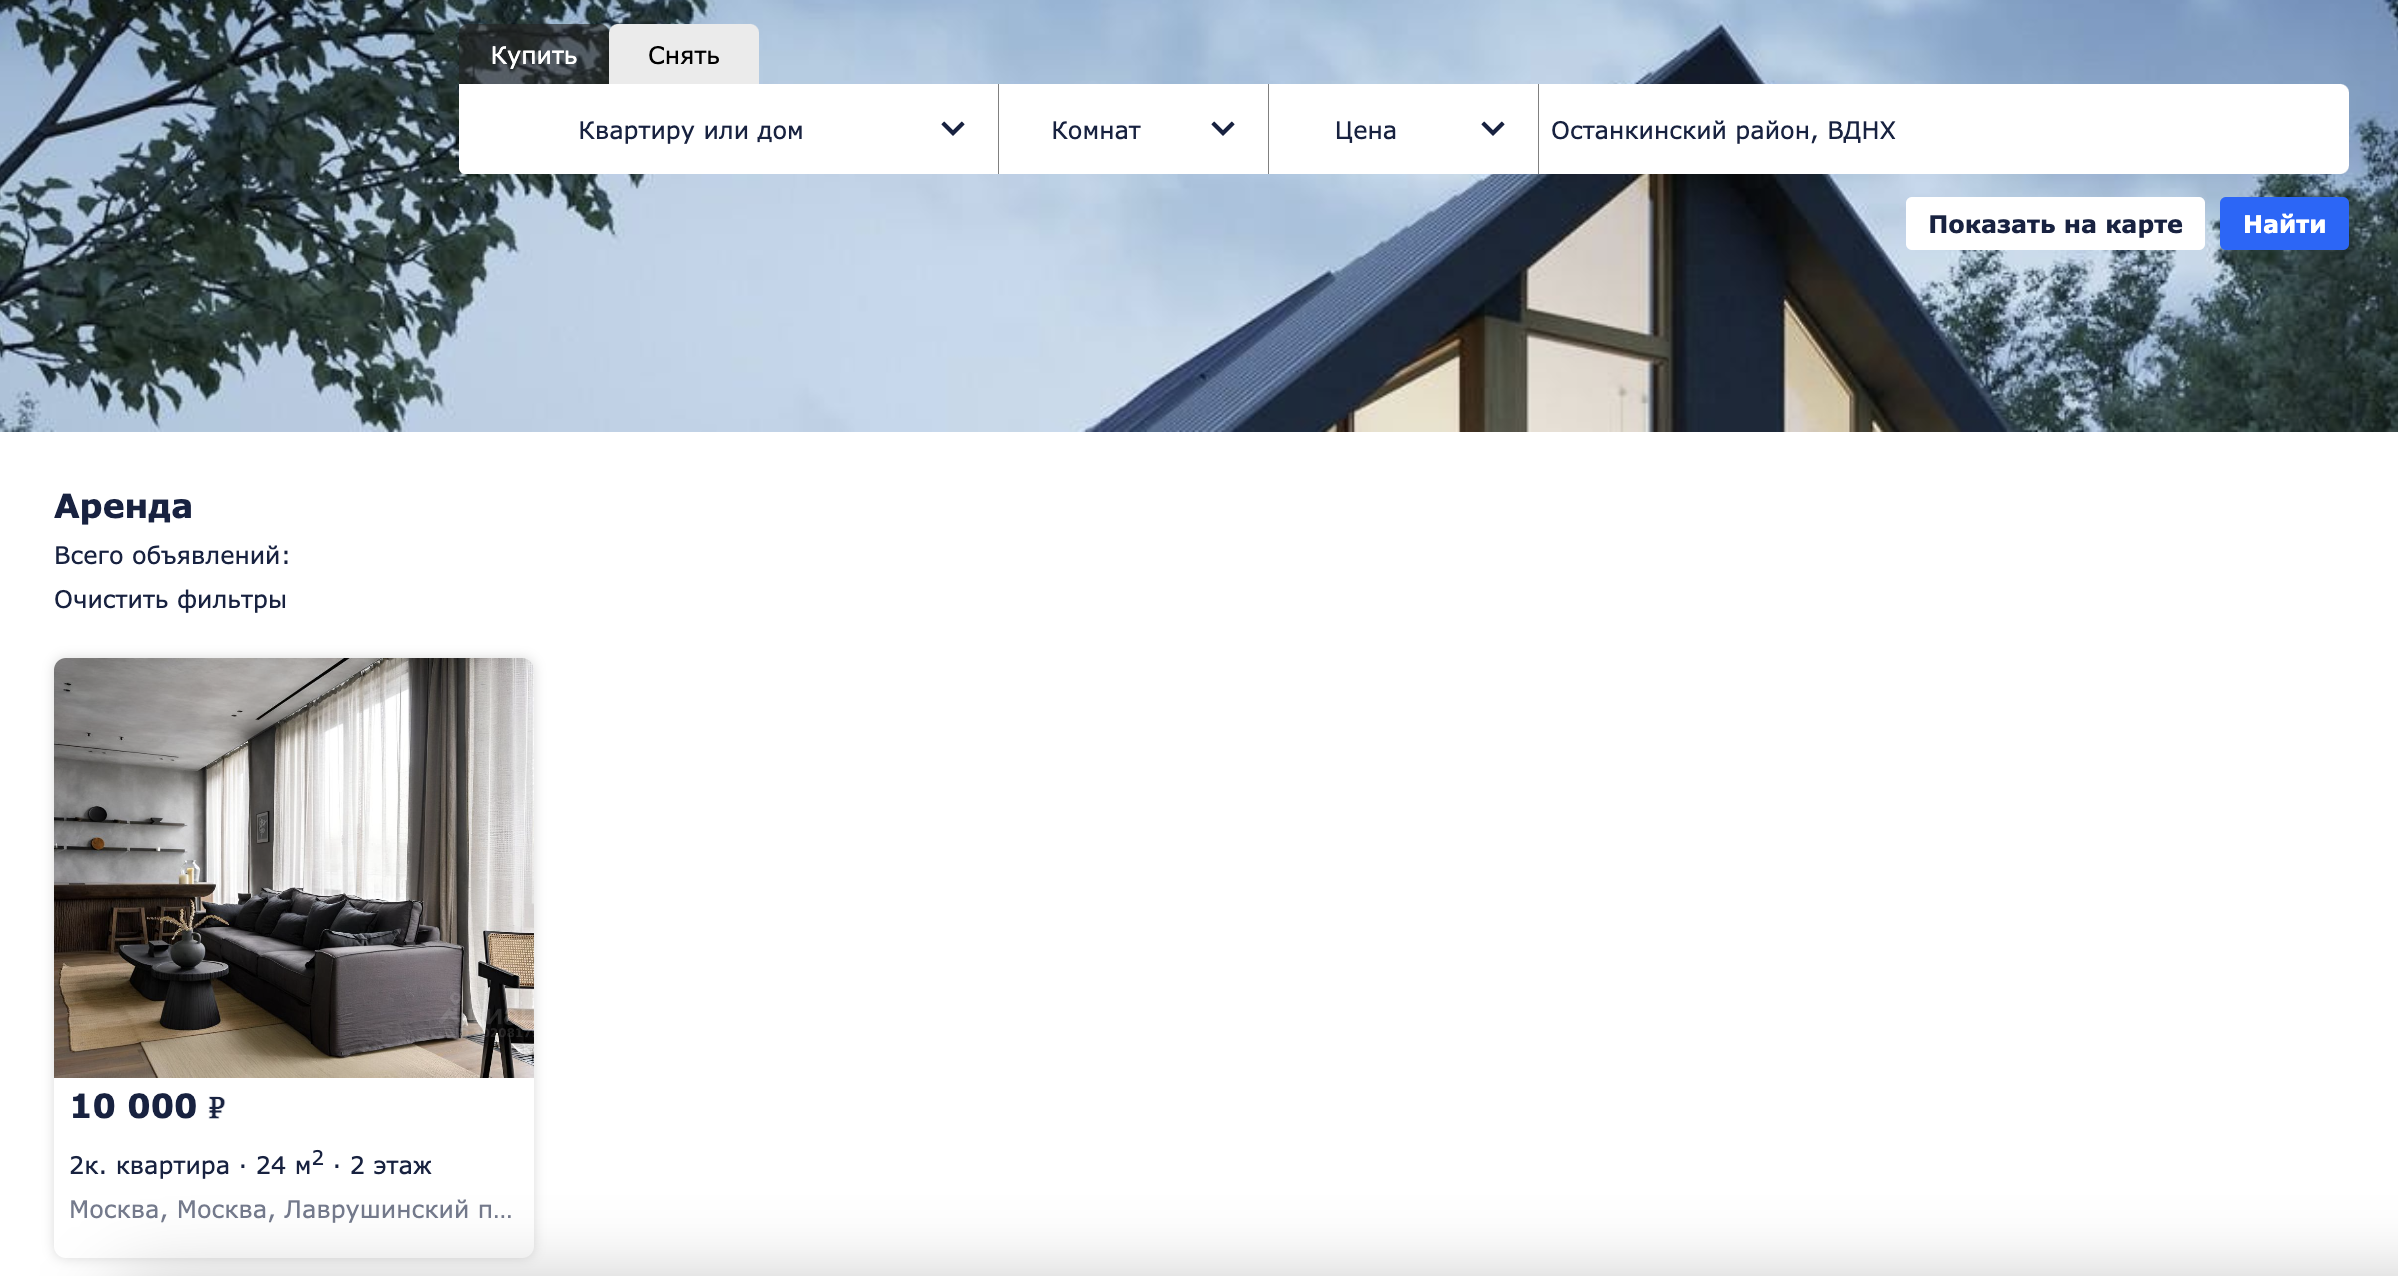 Купить
Снять
Квартиру или дом
Комнат
Цена
Останкинский район, ВДНХ
Показать на карте
Найти
Аренда
Всего объявлений:
Очистить фильтры
10 000 ₽
2к. квартира · 24 м2 · 2 этаж
Москва, Москва, Лаврушинский п...